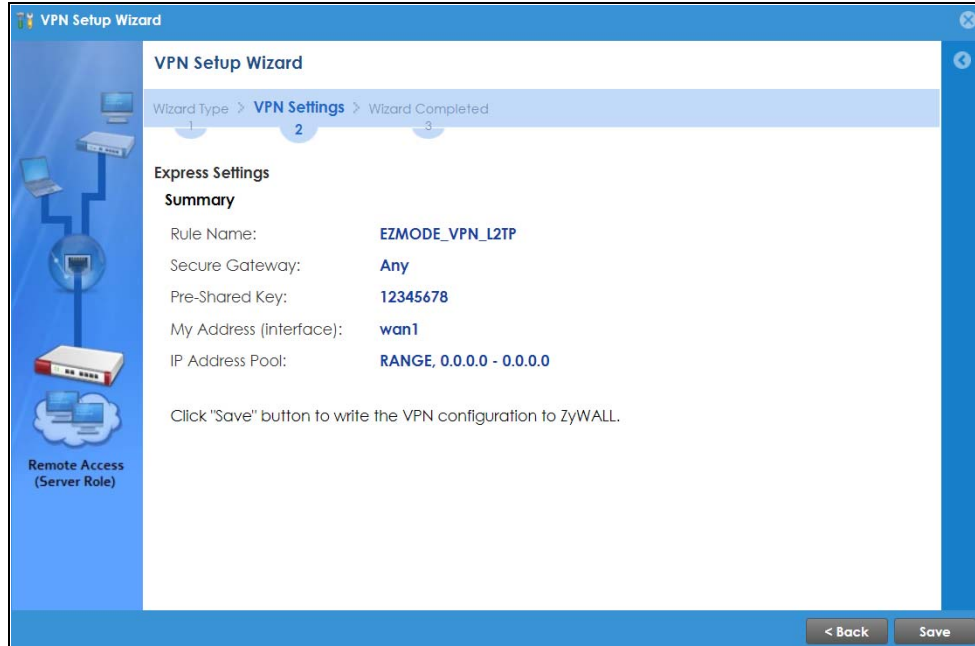 VPN Setup Wizard
VPN Setup Wizard
Wizard Type > VPN Settings > Wizard Completed
1 2 3
Express Settings
Summary
Rule Name: EZMODE_VPN_L2TP
Secure Gateway: Any
Pre-Shared Key: 12345678
My Address (interface): wan1
IP Address Pool: RANGE, 0.0.0.0 - 0.0.0.0
Click "Save" button to write the VPN configuration to ZyWALL.
Remote Access
(Server Role)
< Back Save